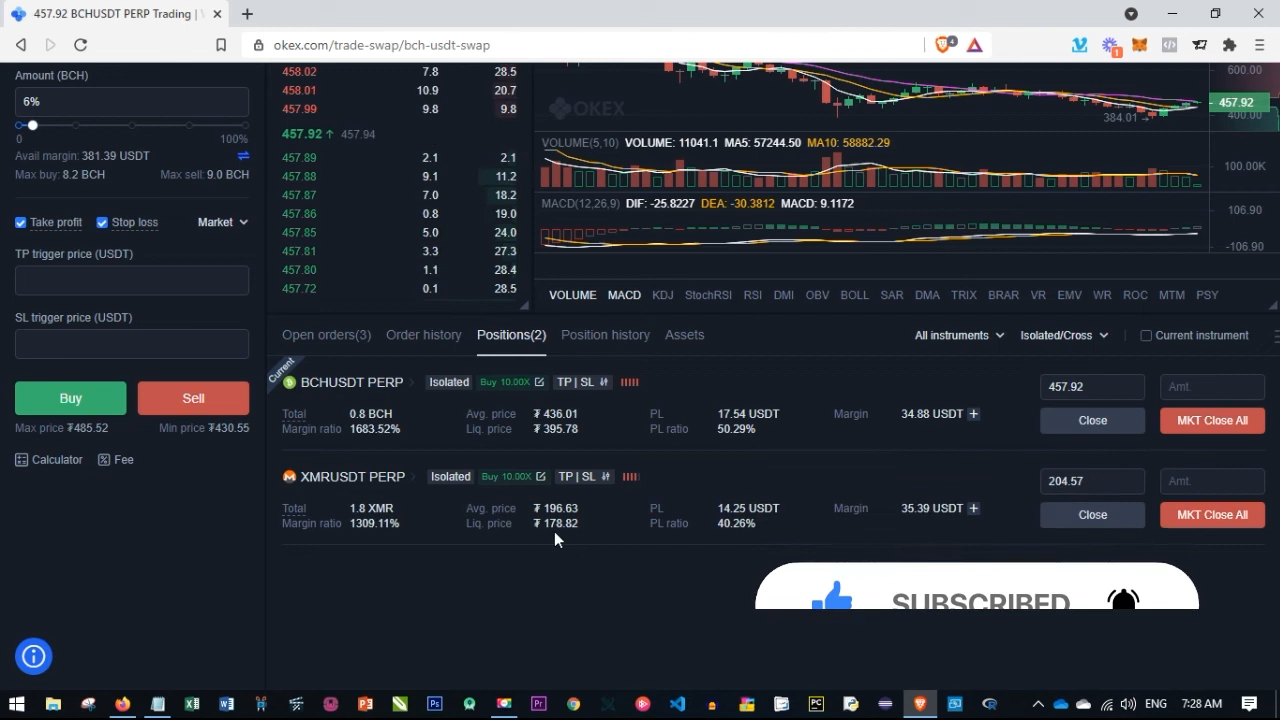 457.92 BCHUSDT PERP Trading |
okex.com/trade-swap/bch-usdt-swap
4
1
Amount (BCH)
6%
0 100%
Avail margin: 381.39 USDT
Max buy: 8.2 BCH Max sell: 9.0 BCH
Take profit Stop loss Market
TP trigger price (USDT)
SL trigger price (USDT)
Buy Sell
Max price ₮485.52 Min price ₮430.55
Calculator Fee
458.02 7.8 28.5
458.01 10.9 20.7
457.99 9.8 9.8
457.92↑ 457.94
457.89 2.1 2.1
457.88 9.1 11.2
457.87 7.0 18.2
457.86 0.8 19.0
457.85 5.0 24.0
457.81 3.3 27.3
457.80 1.1 28.4
457.72 0.1 28.5
600.00
457.92
400.00
OKEX
384.01→
VOLUME(5,10) VOLUME: 11041.1 MA5: 57244.50 MA10: 58882.29
100.00K
MACD(12,26,9) DIF: -25.8227 DEA: -30.3812 MACD: 9.1172
106.90
-106.90
VOLUME MACD KDJ StochRSI RSI DMI OBV BOLL SAR DMA TRIX BRAR VR EMV WR ROC MTM PSY
Open orders(3) Order history Positions(2) Position history Assets All instruments Isolated/Cross Current instrument
Current
BCHUSDT PERP Isolated Buy 10.00X TP | SL 457.92 Amt.
Total 0.8 BCH Avg. price ₮ 436.01 PL 17.54 USDT Margin 34.88 USDT + Close MKT Close All
Margin ratio 1683.52% Liq. price ₮ 395.78 PL ratio 50.29%
XMRUSDT PERP Isolated Buy 10.00X TP | SL 204.57 Amt.
Total 1.8 XMR Avg. price ₮ 196.63 PL 14.25 USDT Margin 35.39 USDT + Close MKT Close All
Margin ratio 1309.11% Liq. price ₮ 178.82 PL ratio 40.26%
SUBSCRIBED
ENG 7:28 AM